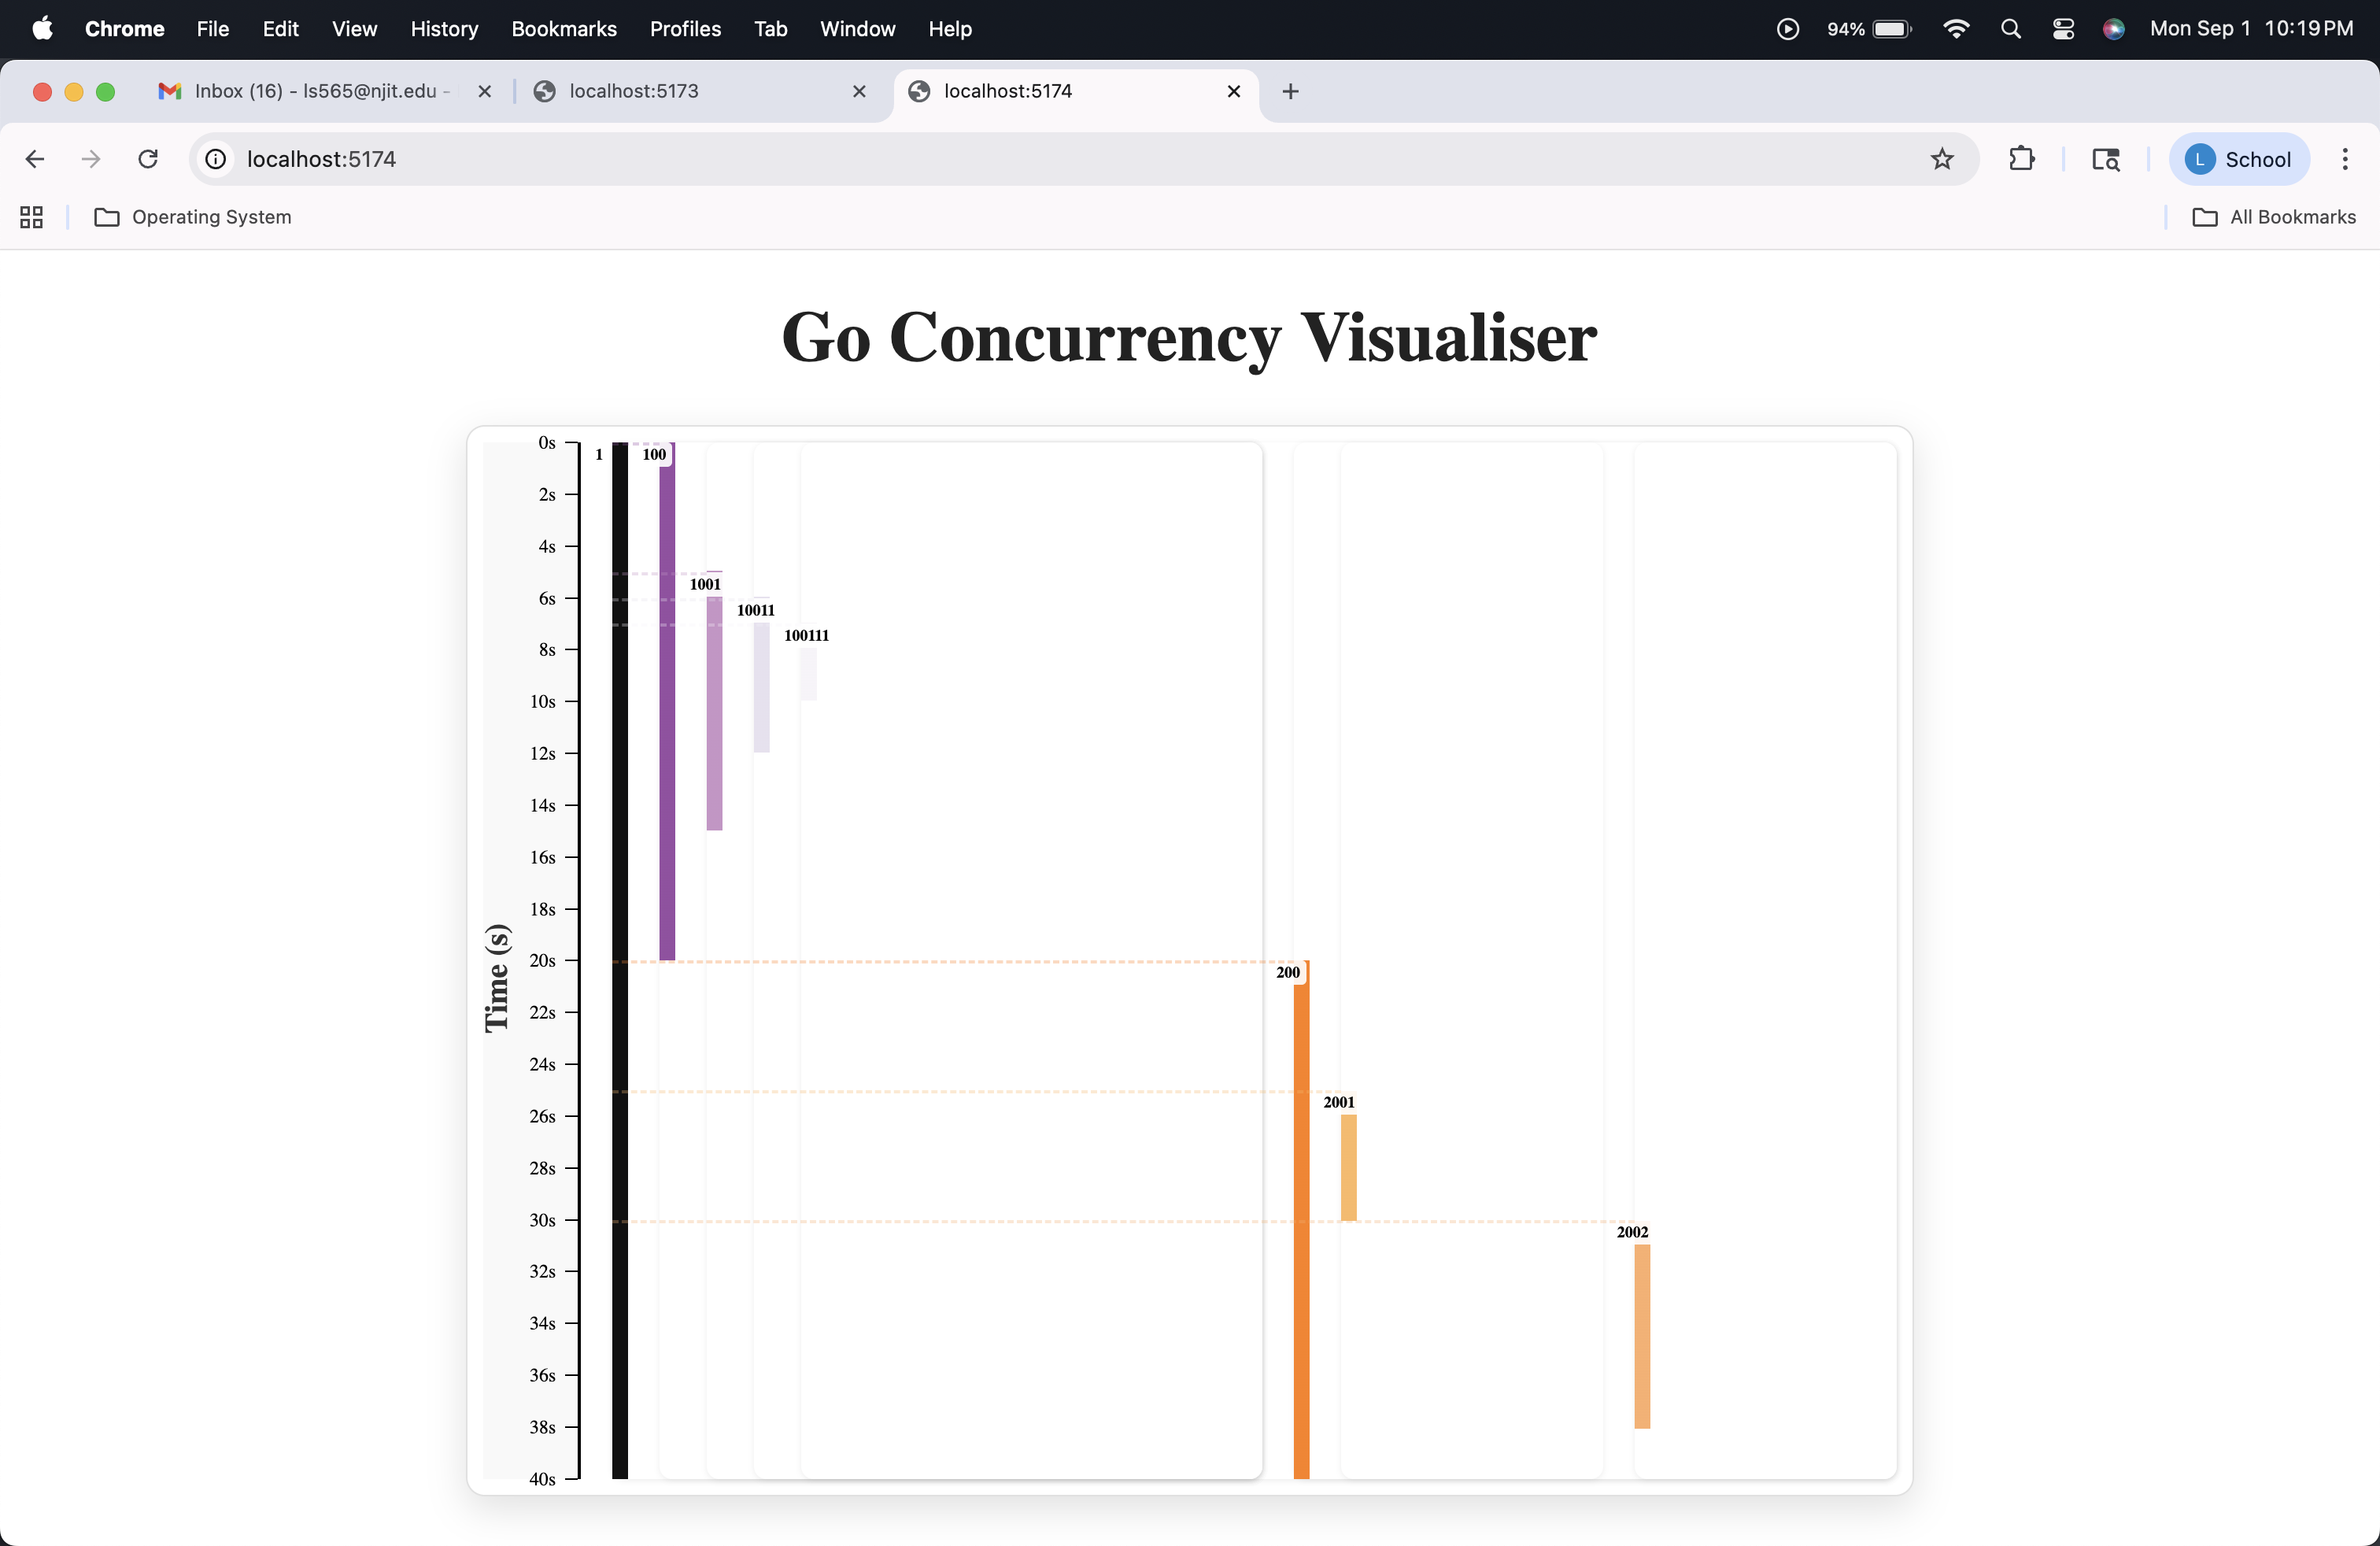 Chrome File Edit View History Bookmarks Profiles Tab Window Help 94% Mon Sep 1 10:19 PM
Inbox (16) - ls565@njit.edu - localhost:5173 localhost:5174
localhost:5174 L School
Operating System All Bookmarks
Go Concurrency Visualiser
0s
1 100
2s
4s
1001
6s
10011
100111
8s
10s
12s
14s
16s
18s
Time (s)
20s
200
22s
24s
2001
26s
28s
30s
2002
32s
34s
36s
38s
40s